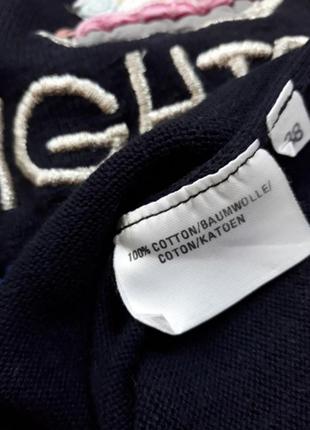 IGHT
38
100% COTTON/BAUMWOLLE/
COTON/KATOEN